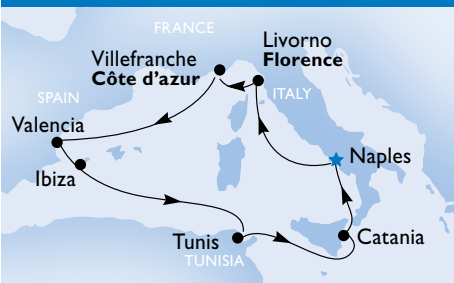 FRANCE
Villefranche
Côte d'azur
Livorno
Florence
ITALY
SPAIN
Valencia
Ibiza
Naples
Tunis
TUNISIA
Catania